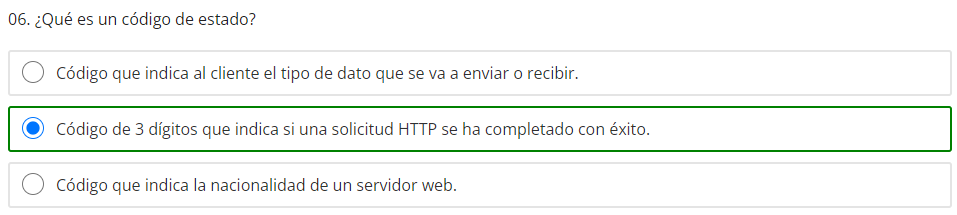 06. ¿Qué es un código de estado?
Código que indica al cliente el tipo de dato que se va a enviar o recibir.
Código de 3 dígitos que indica si una solicitud HTTP se ha completado con éxito.
Código que indica la nacionalidad de un servidor web.